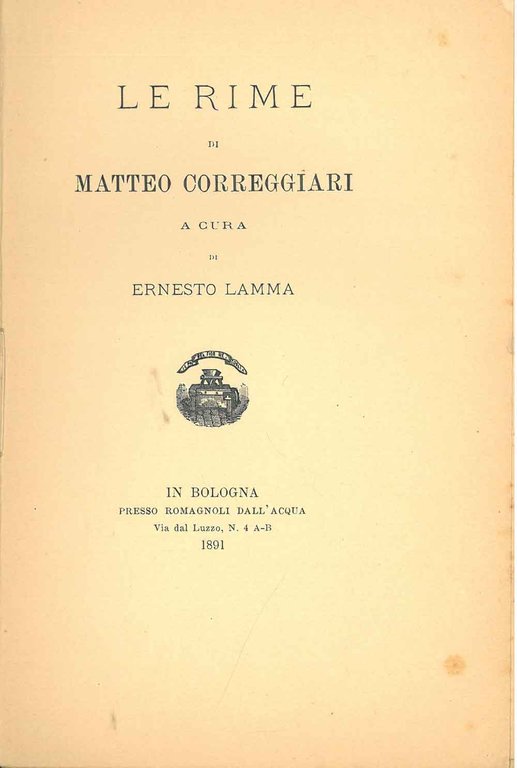 LE RIME
DI
MATTEO CORREGGIARI
A CURA
DI
ERNESTO LAMMA
IN BOLOGNA
PRESSO ROMAGNOLI DALL'ACQUA
Via dal Luzzo, N. 4 A-B
1891